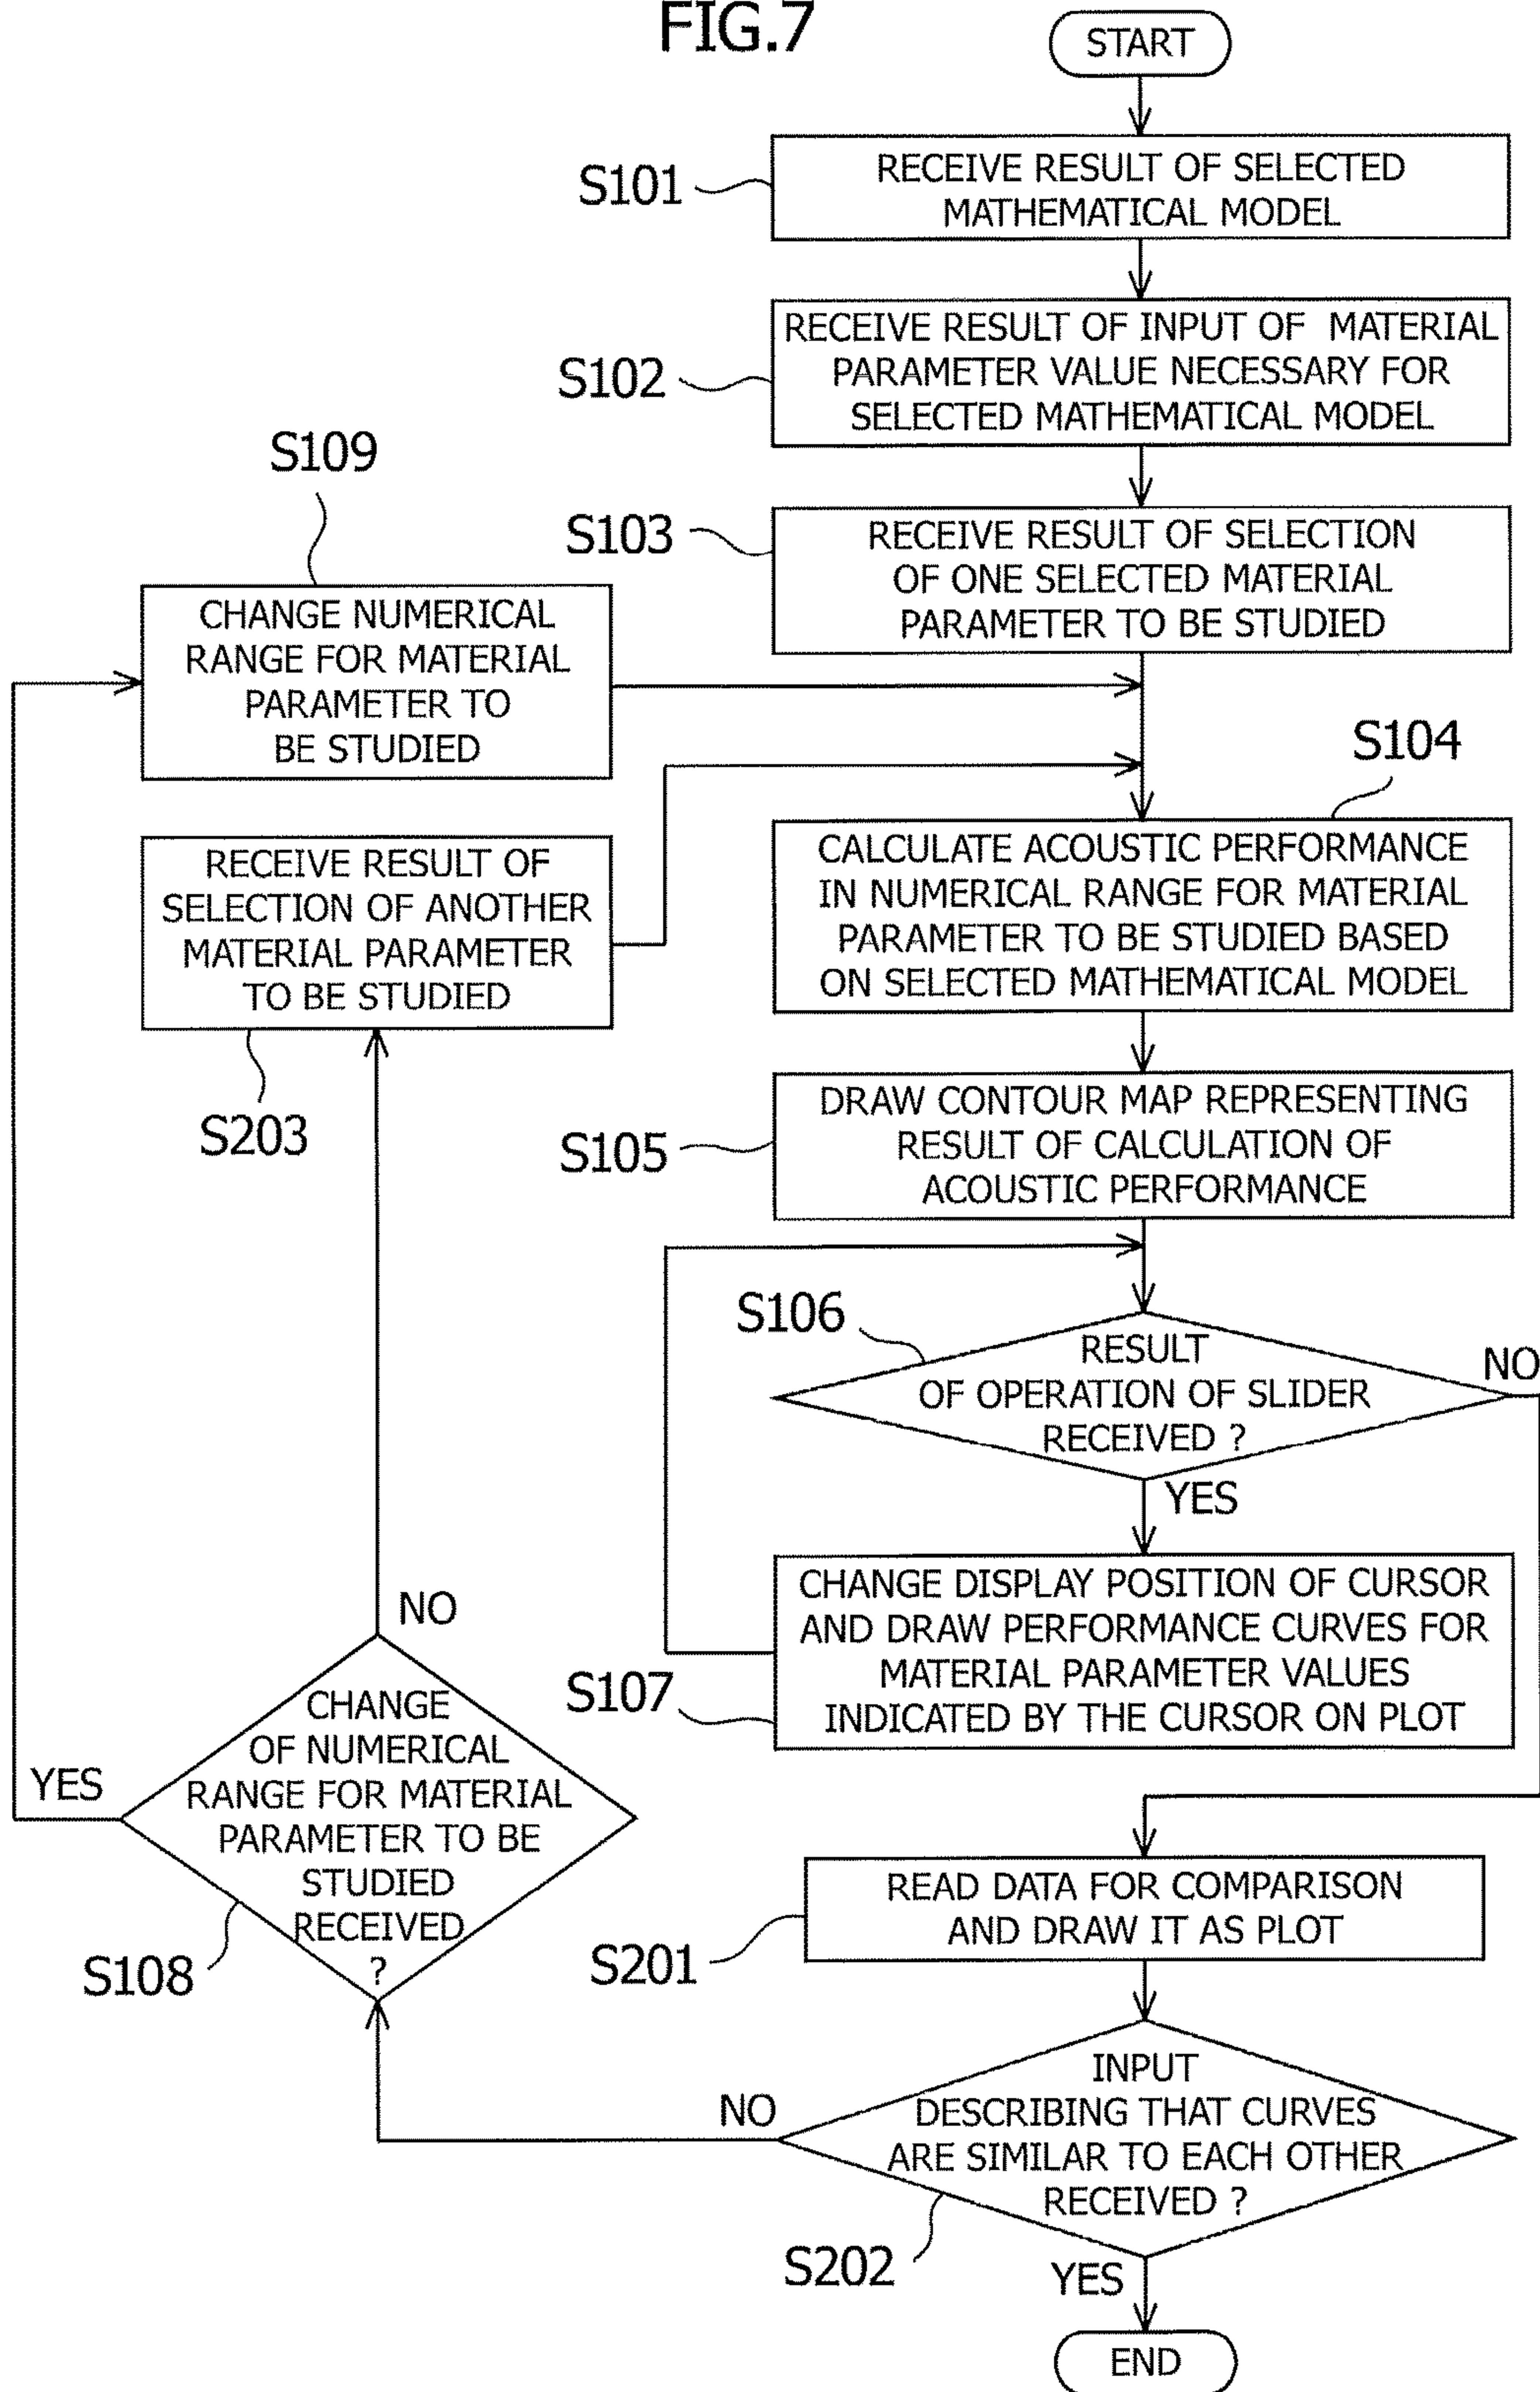 FIG.7
START
S101
RECEIVE RESULT OF SELECTED
MATHEMATICAL MODEL
S102
RECEIVE RESULT OF INPUT OF MATERIAL
PARAMETER VALUE NECESSARY FOR
SELECTED MATHEMATICAL MODEL
S103
RECEIVE RESULT OF SELECTION
OF ONE SELECTED MATERIAL
PARAMETER TO BE STUDIED
S109
CHANGE NUMERICAL
RANGE FOR MATERIAL
PARAMETER TO
BE STUDIED
S104
CALCULATE ACOUSTIC PERFORMANCE
IN NUMERICAL RANGE FOR MATERIAL
PARAMETER TO BE STUDIED BASED
ON SELECTED MATHEMATICAL MODEL
RECEIVE RESULT OF
SELECTION OF ANOTHER
MATERIAL PARAMETER
TO BE STUDIED
S203
S105
DRAW CONTOUR MAP REPRESENTING
RESULT OF CALCULATION OF
ACOUSTIC PERFORMANCE
S106
RESULT
OF OPERATION OF SLIDER
RECEIVED ?
NO
YES
S107
CHANGE DISPLAY POSITION OF CURSOR
AND DRAW PERFORMANCE CURVES FOR
MATERIAL PARAMETER VALUES
INDICATED BY THE CURSOR ON PLOT
NO
CHANGE
OF NUMERICAL
RANGE FOR MATERIAL
PARAMETER TO BE
STUDIED
RECEIVED
?
YES
S108
S201
READ DATA FOR COMPARISON
AND DRAW IT AS PLOT
INPUT
DESCRIBING THAT CURVES
ARE SIMILAR TO EACH OTHER
RECEIVED ?
NO
S202
YES
END